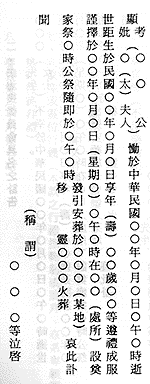 顯考 ○ ○ 公
妣 ○(太)夫人
慟於中華民國○年○月○日○午○時逝
世距生於民國○年○月○日享年(壽)○○歲○○等遵禮成服
謹擇於○年○月○日(星期○)○午○時在○○(處所)設奠
家祭○時公祭隨即於○午○時
發引安葬於○○(某地)
移 靈○○○火葬
哀此訃
聞
(稱謂) ○ ○ ○等泣啓